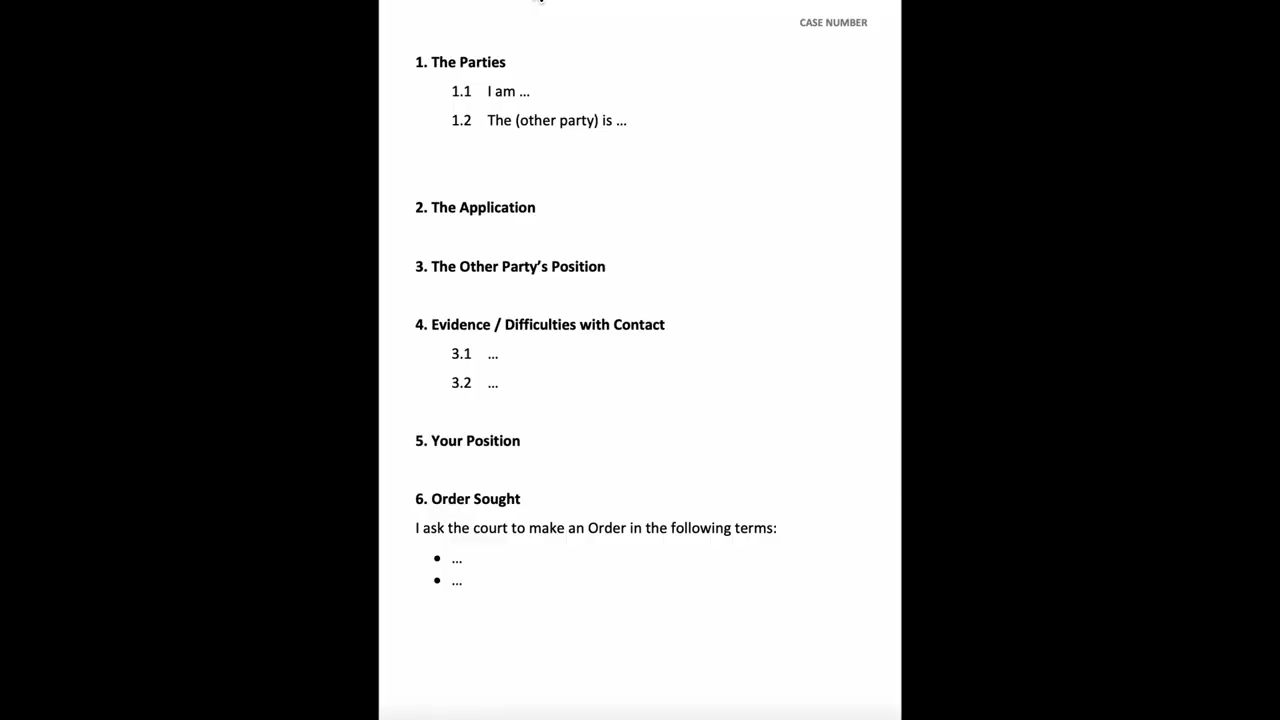 CASE NUMBER
1. The Parties
1.1 I am …
1.2 The (other party) is …
2. The Application
3. The Other Party’s Position
4. Evidence / Difficulties with Contact
3.1 …
3.2 …
5. Your Position
6. Order Sought
I ask the court to make an Order in the following terms:
• …
• …